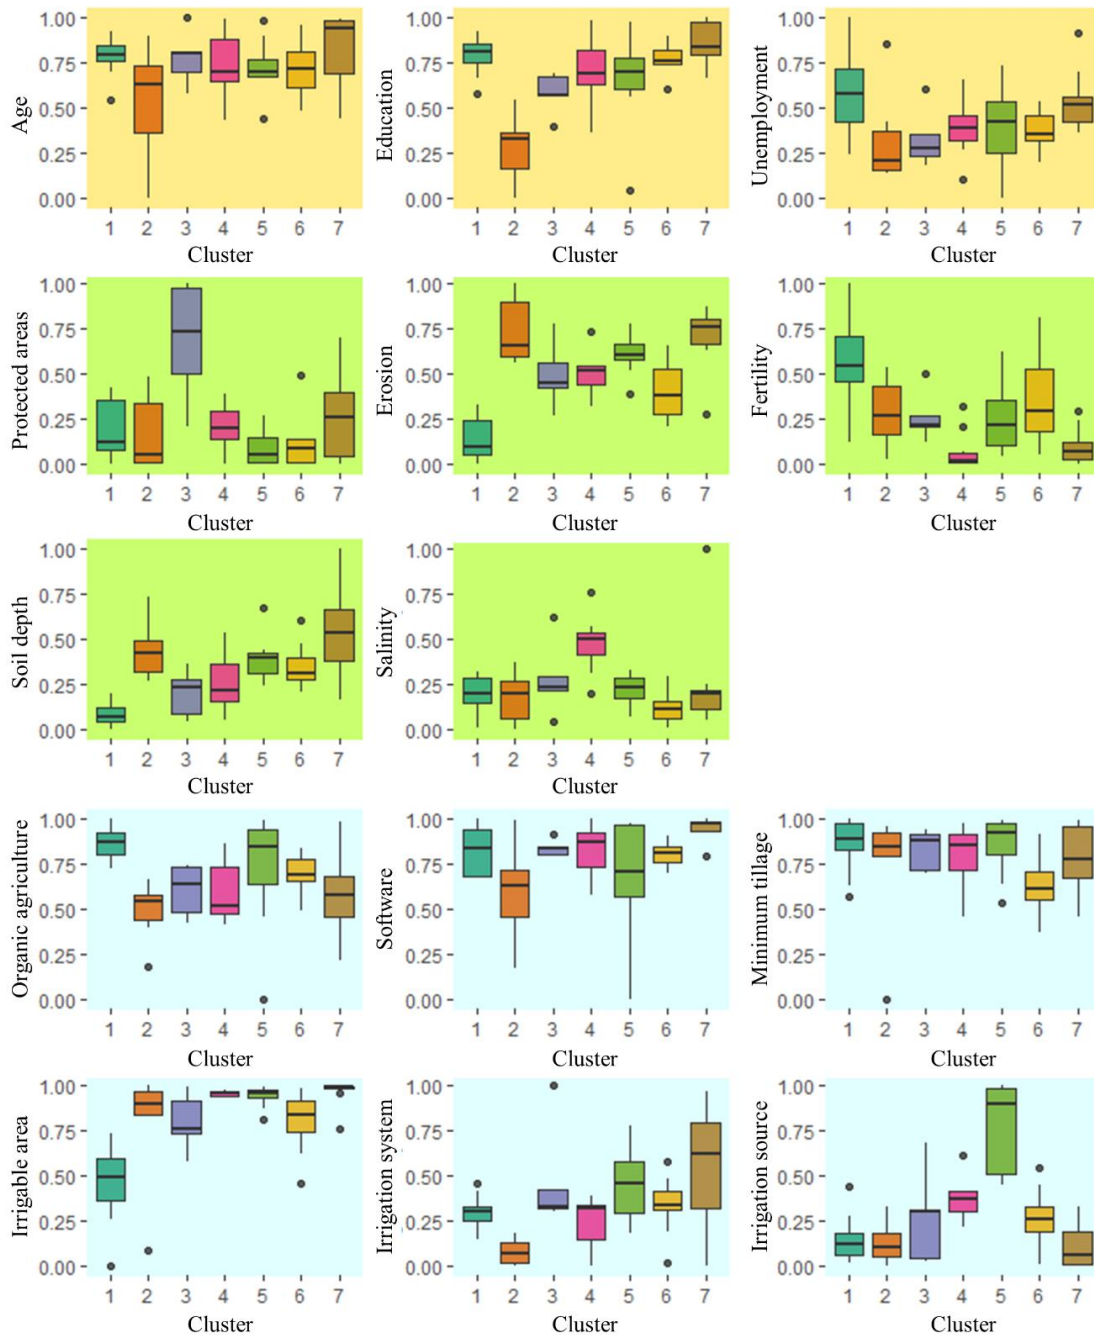 Age
1.00
0.75
0.50
0.25
0.00
1 2 3 4 5 6 7
Cluster
Education
1.00
0.75
0.50
0.25
0.00
1 2 3 4 5 6 7
Cluster
Unemployment
1.00
0.75
0.50
0.25
0.00
1 2 3 4 5 6 7
Cluster
Protected areas
1.00
0.75
0.50
0.25
0.00
1 2 3 4 5 6 7
Cluster
Erosion
1.00
0.75
0.50
0.25
0.00
1 2 3 4 5 6 7
Cluster
Fertility
1.00
0.75
0.50
0.25
0.00
1 2 3 4 5 6 7
Cluster
Soil depth
1.00
0.75
0.50
0.25
0.00
1 2 3 4 5 6 7
Cluster
Salinity
1.00
0.75
0.50
0.25
0.00
1 2 3 4 5 6 7
Cluster
Organic agriculture
1.00
0.75
0.50
0.25
0.00
1 2 3 4 5 6 7
Cluster
Software
1.00
0.75
0.50
0.25
0.00
1 2 3 4 5 6 7
Cluster
Minimum tillage
1.00
0.75
0.50
0.25
0.00
1 2 3 4 5 6 7
Cluster
Irrigable area
1.00
0.75
0.50
0.25
0.00
1 2 3 4 5 6 7
Cluster
Irrigation system
1.00
0.75
0.50
0.25
0.00
1 2 3 4 5 6 7
Cluster
Irrigation source
1.00
0.75
0.50
0.25
0.00
1 2 3 4 5 6 7
Cluster